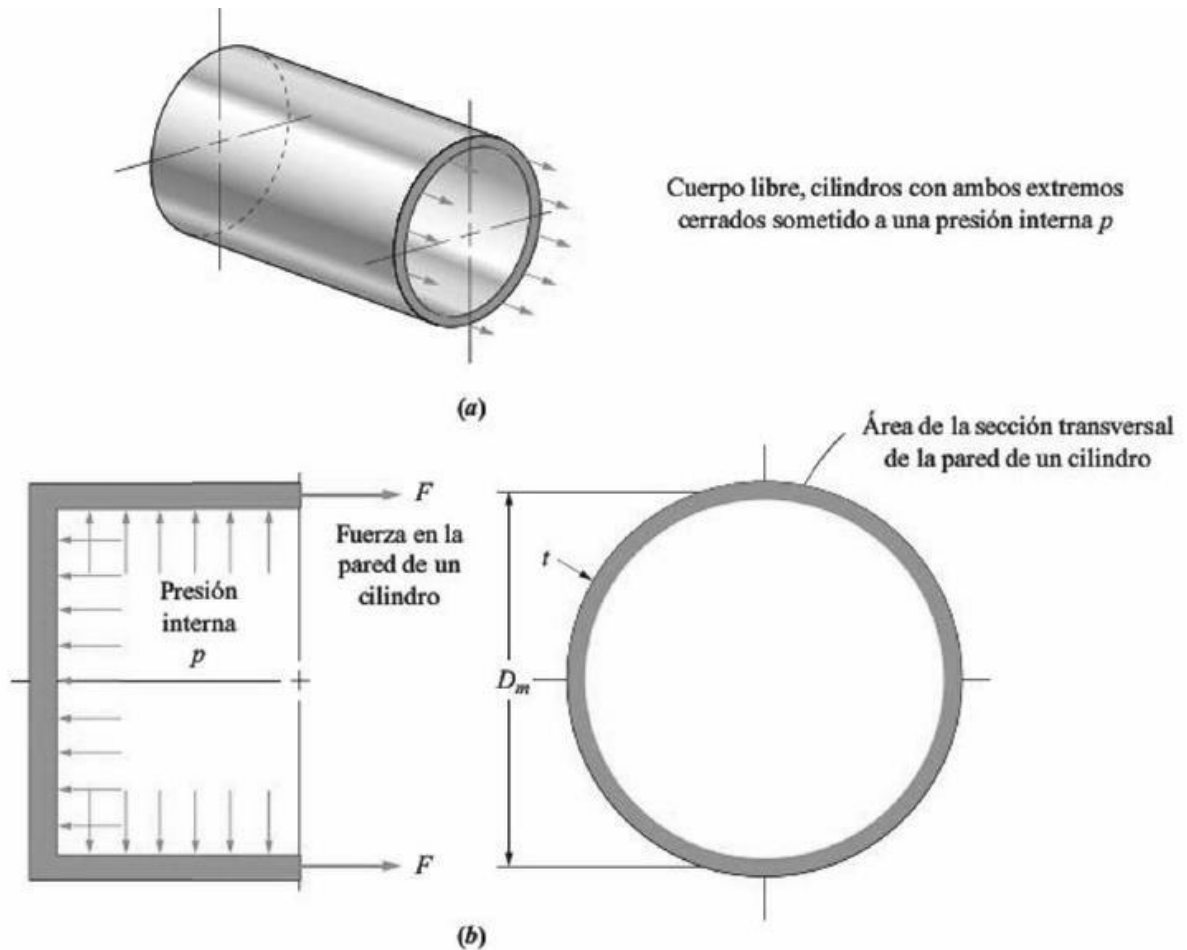 Cuerpo libre, cilindros con ambos extremos
cerrados sometido a una presión interna p
(a)
Área de la sección transversal
de la pared de un cilindro
F
Fuerza en la
pared de un
cilindro
Presión
interna
p
t
D_m
F
(b)